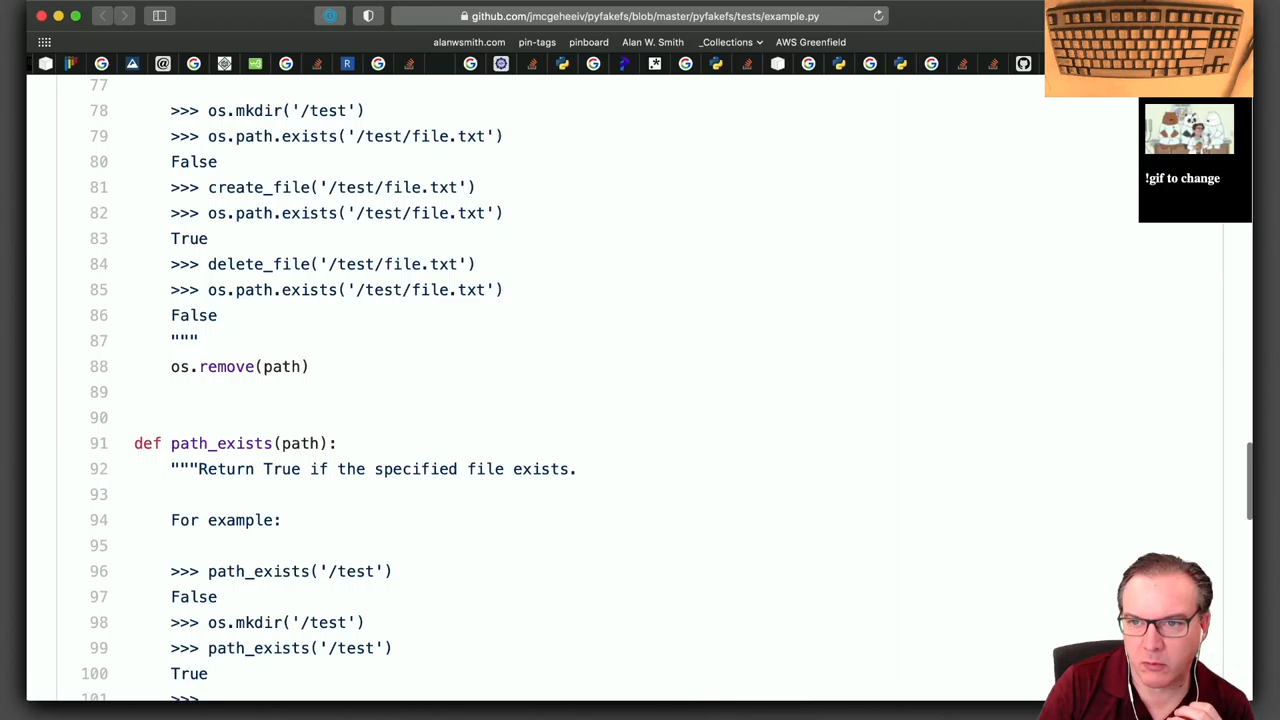 github.com/jmcgeheeiv/pyfakefs/blob/master/pyfakefs/tests/example.py
alanwsmith.com pin-tags pinboard Alan W. Smith _Collections AWS Greenfield
77
78 >>> os.mkdir('/test')
79 >>> os.path.exists('/test/file.txt')
80 False
81 >>> create_file('/test/file.txt')
82 >>> os.path.exists('/test/file.txt')
83 True
84 >>> delete_file('/test/file.txt')
85 >>> os.path.exists('/test/file.txt')
86 False
87 """
88 os.remove(path)
89
90
91 def path_exists(path):
92 """Return True if the specified file exists.
93
94 For example:
95
96 >>> path_exists('/test')
97 False
98 >>> os.mkdir('/test')
99 >>> path_exists('/test')
100 True
101 >>>
!gif to change